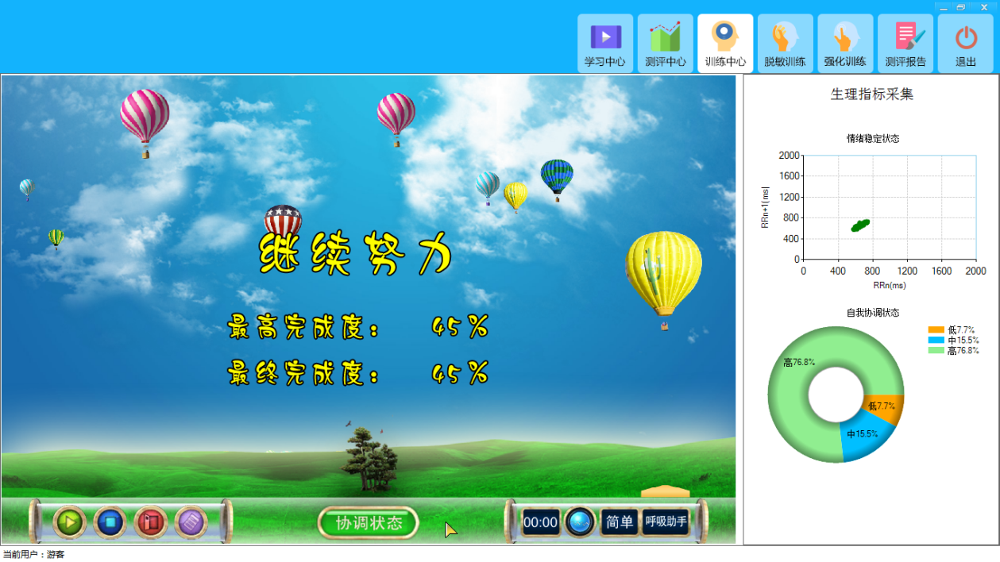 学习中心
测评中心
训练中心
脱敏训练
强化训练
测评报告
退出
继续努力
最高完成度： 45%
最终完成度： 45%
协调状态
00:00
简单
呼吸助手
生理指标采集
情绪稳定状态
2000
1600
1200
800
400
0
RRn+1[ms]
0 400 800 1200 1600 2000
RRn(ms)
自我协调状态
低7.7%
中15.5%
高76.8%
高76.8%
低7.7%
中15.5%
当前用户：游客